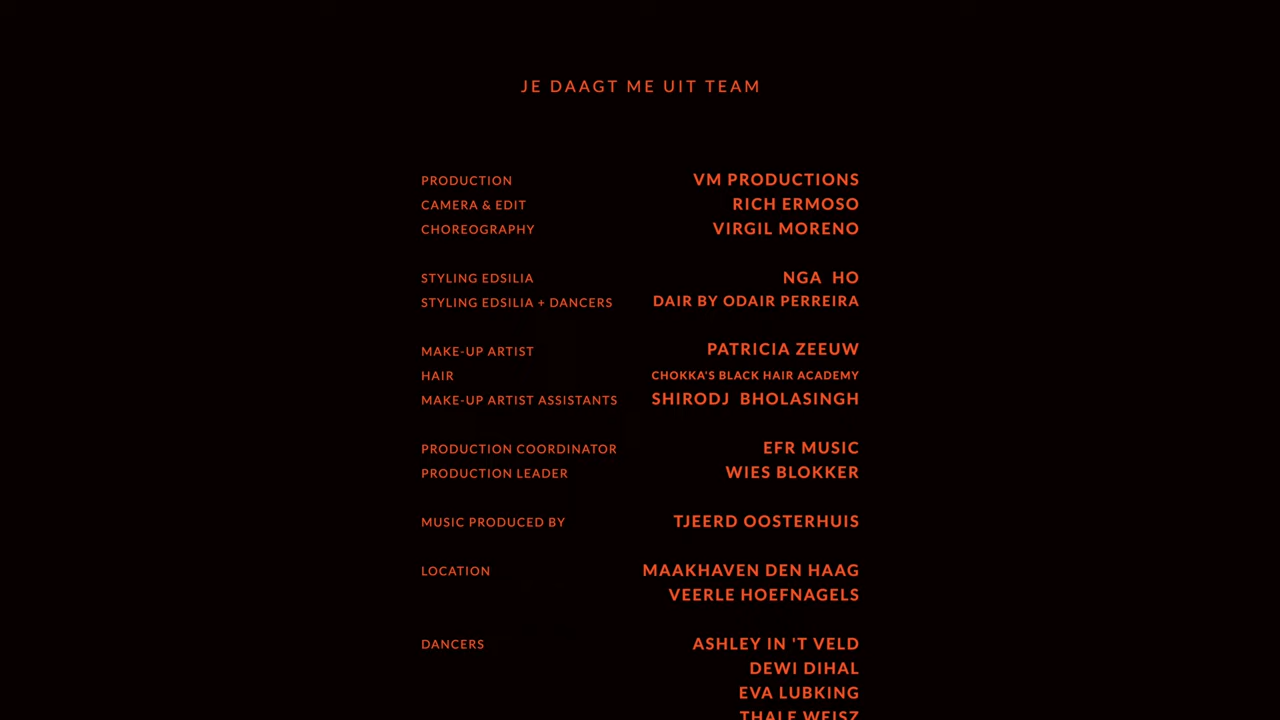 JE DAAGT ME UIT TEAM
PRODUCTION VM PRODUCTIONS
CAMERA & EDIT RICH ERMOSO
CHOREOGRAPHY VIRGIL MORENO
STYLING EDSILIA NGA HO
STYLING EDSILIA + DANCERS DAIR BY ODAIR PERREIRA
MAKE-UP ARTIST PATRICIA ZEEUW
HAIR CHOKKA'S BLACK HAIR ACADEMY
MAKE-UP ARTIST ASSISTANTS SHIRODJ BHOLASINGH
PRODUCTION COORDINATOR EFR MUSIC
PRODUCTION LEADER WIES BLOKKER
MUSIC PRODUCED BY TJEERD OOSTERHUIS
LOCATION MAAKHAVEN DEN HAAG
VEERLE HOEFNAGELS
DANCERS ASHLEY IN 'T VELD
DEWI DIHAL
EVA LUBKING
THALE WEISZ